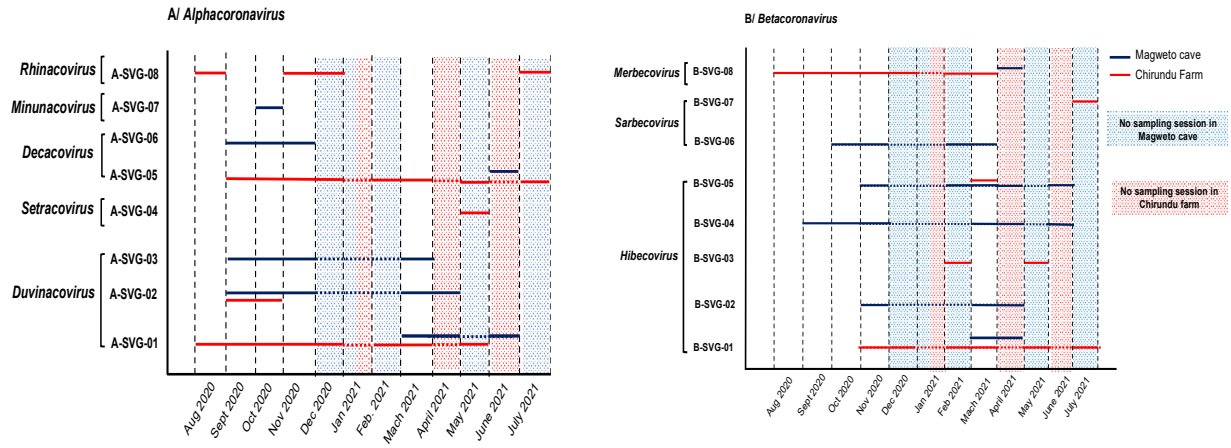 A/ Alphacoronavirus
Rhinacovirus
A-SVG-08
Minunacovirus
A-SVG-07
A-SVG-06
Decacovirus
A-SVG-05
Setracovirus
A-SVG-04
A-SVG-03
Duvinacovirus
A-SVG-02
A-SVG-01
Aug 2020
Sept 2020
Oct 2020
Nov 2020
Dec 2020
Jan 2021
Feb. 2021
Mach 2021
April 2021
May 2021
June 2021
July 2021
B/ Betacoronavirus
Merbecovirus
B-SVG-08
B-SVG-07
Sarbecovirus
B-SVG-06
B-SVG-05
B-SVG-04
Hibecovirus
B-SVG-03
B-SVG-02
B-SVG-01
Aug 2020
Sept 2020
Oct 2020
Nov 2020
Dec 2020
Jan 2021
Feb 2021
Mach 2021
April 2021
May 2021
June 2021
July 2021
Magweto cave
Chirundu Farm
No sampling session in
Magweto cave
No sampling session in
Chirundu farm